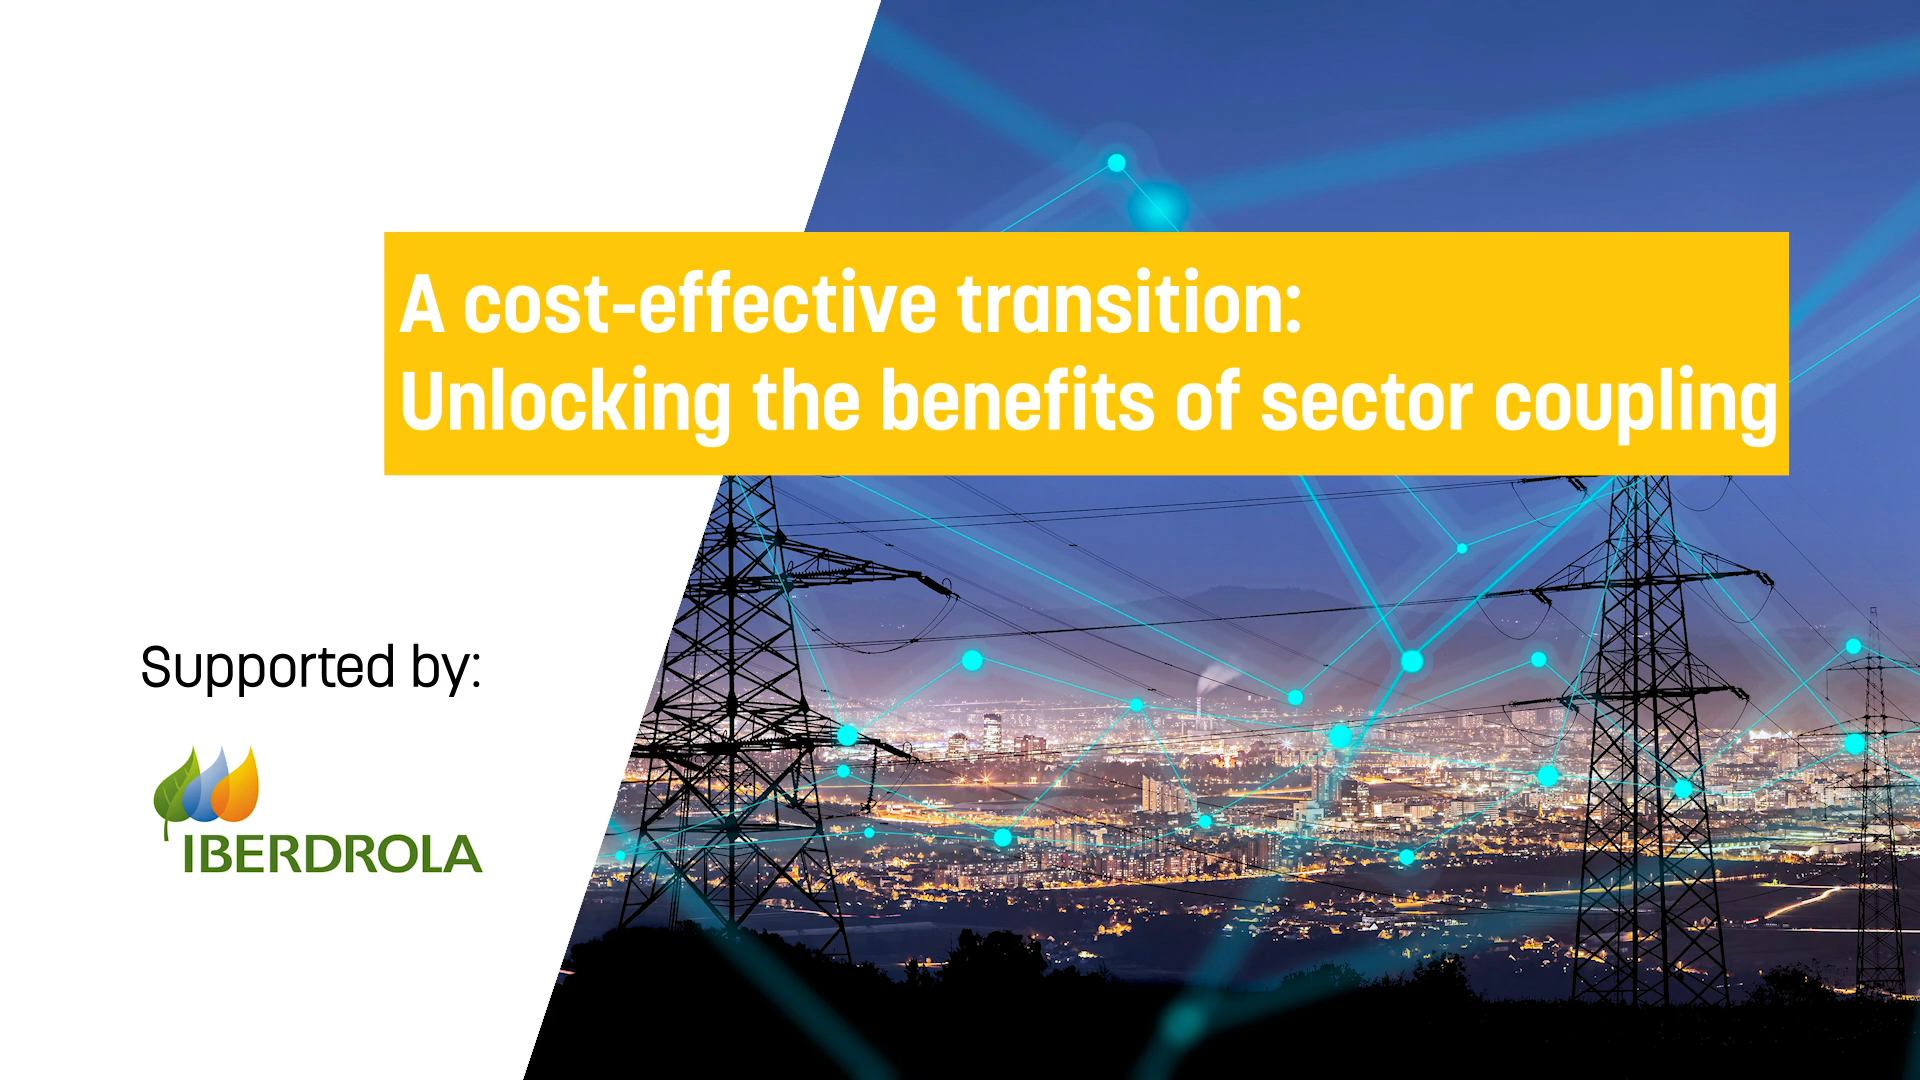 A cost-effective transition:
Unlocking the benefits of sector coupling
Supported by:
IBERDROLA